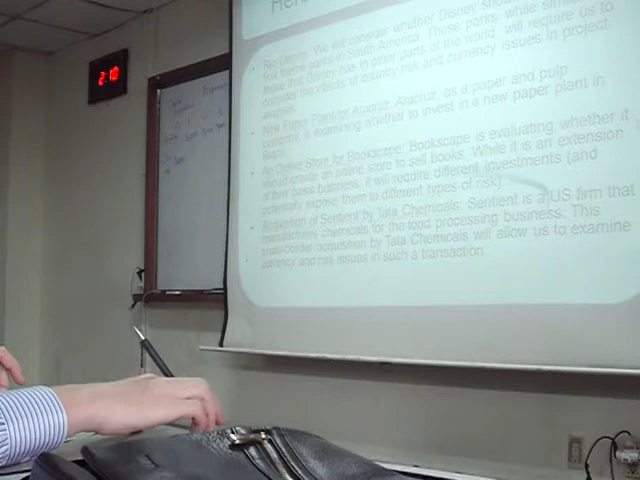 2:10
Rio Disney: We will consider whether Disney should
first theme parks in South America. These parks while similar
those that Disney has in other parts of the world will require us to
consider the effects of country risk and currency issues in project
analysis
New Paper Plant for Aracruz: Aracruz, as a paper and pulp
company, is examining whether to invest in a new paper plant in
Brazil.
An Online Store for Bookscape: Bookscape is evaluating whether it
should create an online store to sell books. While it is an extension
of their basis business, it will require different investments (and
potentially expose them to different types of risk)
Acquisition of Sentient by Tata Chemicals: Sentient is a US firm that
manufactures chemicals for the food processing business. This
cross-border acquisition by Tata Chemicals will allow us to examine
currency and risk issues in such a transaction